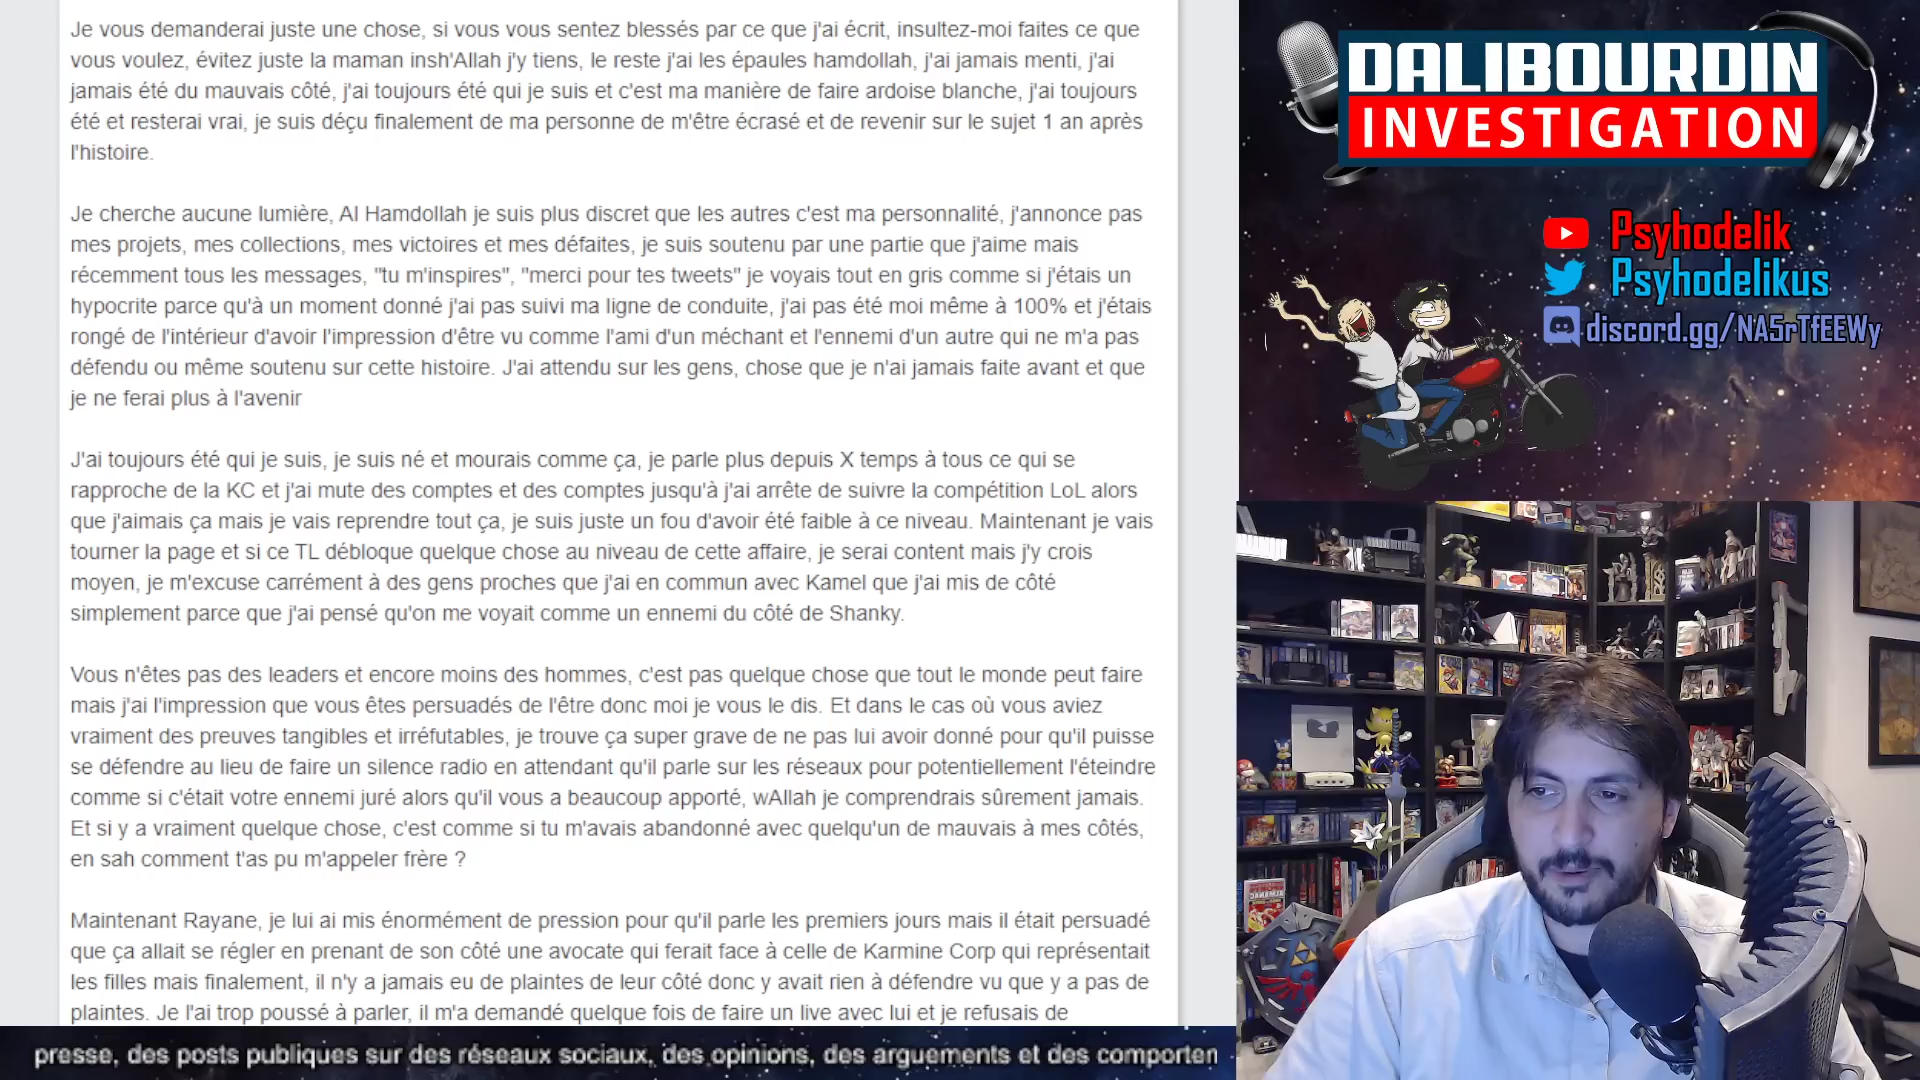 Je vous demanderai juste une chose, si vous vous sentez blessés par ce que j'ai écrit, insultez-moi faites ce que
vous voulez, évitez juste la maman insh'Allah j'y tiens, le reste j'ai les épaules hamdollah, j'ai jamais menti, j'ai
jamais été du mauvais côté, j'ai toujours été qui je suis et c'est ma manière de faire ardoise blanche, j'ai toujours
été et resterai vrai, je suis déçu finalement de ma personne de m'être écrasé et de revenir sur le sujet 1 an après
l'histoire.
Je cherche aucune lumière, Al Hamdollah je suis plus discret que les autres c'est ma personnalité, j'annonce pas
mes projets, mes collections, mes victoires et mes défaites, je suis soutenu par une partie que j'aime mais
récemment tous les messages, "tu m'inspires", "merci pour tes tweets" je voyais tout en gris comme si j'étais un
hypocrite parce qu'à un moment donné j'ai pas suivi ma ligne de conduite, j'ai pas été moi même à 100% et j'étais
rongé de l'intérieur d'avoir l'impression d'être vu comme l'ami d'un méchant et l'ennemi d'un autre qui ne m'a pas
défendu ou même soutenu sur cette histoire. J'ai attendu sur les gens, chose que je n'ai jamais faite avant et que
je ne ferai plus à l'avenir
J'ai toujours été qui je suis, je suis né et mourais comme ça, je parle plus depuis X temps à tous ce qui se
rapproche de la KC et j'ai mute des comptes et des comptes jusqu'à j'ai arrête de suivre la compétition LoL alors
que j'aimais ça mais je vais reprendre tout ça, je suis juste un fou d'avoir été faible à ce niveau. Maintenant je vais
tourner la page et si ce TL débloque quelque chose au niveau de cette affaire, je serai content mais j'y crois
moyen, je m'excuse carrément à des gens proches que j'ai en commun avec Kamel que j'ai mis de côté
simplement parce que j'ai pensé qu'on me voyait comme un ennemi du côté de Shanky.
Vous n'êtes pas des leaders et encore moins des hommes, c'est pas quelque chose que tout le monde peut faire
mais j'ai l'impression que vous êtes persuadés de l'être donc moi je vous le dis. Et dans le cas où vous aviez
vraiment des preuves tangibles et irréfutables, je trouve ça super grave de ne pas lui avoir donné pour qu'il puisse
se défendre au lieu de faire un silence radio en attendant qu'il parle sur les réseaux pour potentiellement l'éteindre
comme si c'était votre ennemi juré alors qu'il vous a beaucoup apporté, wAllah je comprendrais sûrement jamais.
Et si y a vraiment quelque chose, c'est comme si tu m'avais abandonné avec quelqu'un de mauvais à mes côtés,
en sah comment t'as pu m'appeler frère ?
Maintenant Rayane, je lui ai mis énormément de pression pour qu'il parle les premiers jours mais il était persuadé
que ça allait se régler en prenant de son côté une avocate qui ferait face à celle de Karmine Corp qui représentait
les filles mais finalement, il n'y a jamais eu de plaintes de leur côté donc y avait rien à défendre vu que y a pas de
plaintes. Je l'ai trop poussé à parler, il m'a demandé quelque fois de faire un live avec lui et je refusais de
presse, des posts publiques sur des réseaux sociaux, des opinions, des arguements et des comporten
DALIBOURDIN
INVESTIGATION
Psyhodelik
Psyhodelikus
discord.gg/NA5rTfEEWy